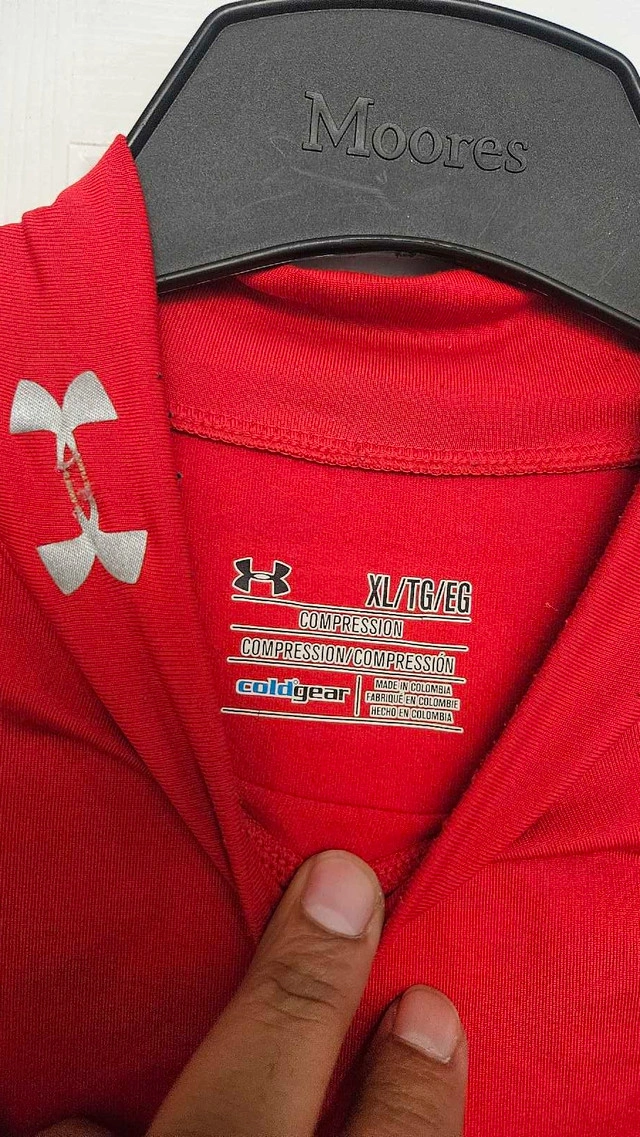 Moores
XL/TG/EG
COMPRESSION
COMPRESSION/COMPRESSIÓN
coldgear
MADE IN COLOMBIA
FABRIQUÉ EN COLOMBIE
HECHO EN COLOMBIA